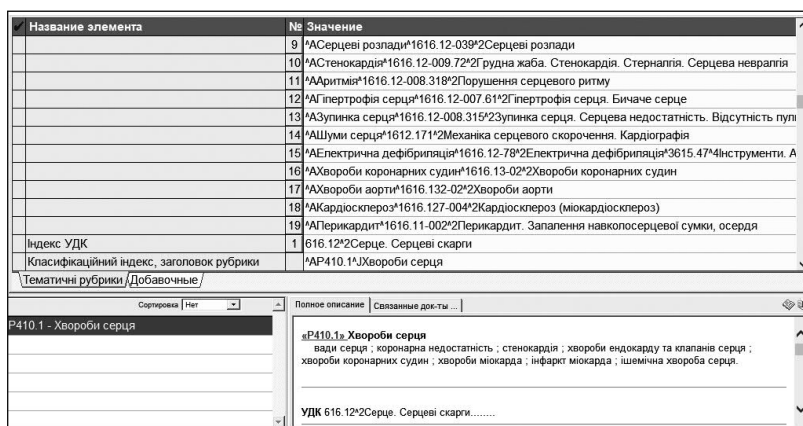 Название элемента № Значение
9 ^АСерцеві розпади^1616.12-039^2Серцеві розпади
10 ^АСтенокардія^1616.12-009.72^2Грудна жаба. Стенокардія. Стерналгія. Серцева невралгія
11 ^ААритмія^1616.12-008.318^2Порушення серцевого ритму
12 ^АГіпертрофія серця^1616.12-007.61^2Гіпертрофія серця. Бичаче серце
13 ^АЗупинка серця^1616.12-008.315^2Зупинка серця. Серцева недостатність. Відсутність пул
14 ^АШуми серця^1612.171^2Механіка серцевого скорочення. Кардіографія
15 ^АЕлектрична дефібриляція^1616.12-78^2Електрична дефібриляція^3615.47^4Інструменти. А
16 ^АХвороби коронарних судин^1616.13-02^2Хвороби коронарних судин
17 ^АХвороби аорти^1616.132-02^2Хвороби аорти
18 ^АКардіосклероз^1616.127-004^2Кардіосклероз (міокардіосклероз)
19 ^АПерикардит^1616.11-002^2Перикардит. Запалення навколосерцевої сумки, осердя
Індекс УДК 1 616.12^2Серце. Серцеві скарги
Класифікаційний індекс, заголовок рубрики ^АР410.1^JХвороби серця
Тематичні рубрики Добавочные
Сортировка Нет Полное описание Связанные док-ты ...
Р410.1 - Хвороби серця
«Р410.1» Хвороби серця
вади серця ; коронарна недостатність ; стенокардія ; хвороби ендокарду та клапанів серця ;
хвороби коронарних судин ; хвороби міокарда ; інфаркт міокарда ; ішемічна хвороба серця.
УДК 616.12^2Серце. Серцеві скарги........